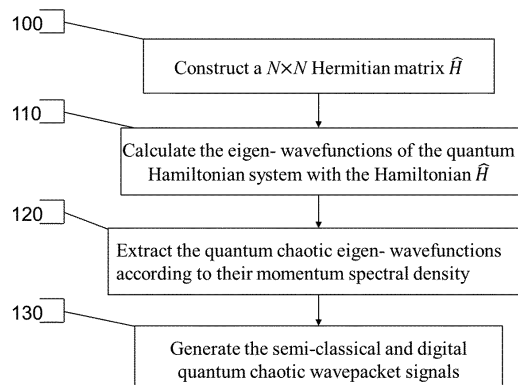 100
Construct a N×N Hermitian matrix Ĥ
110
Calculate the eigen- wavefunctions of the quantum
Hamiltonian system with the Hamiltonian Ĥ
120
Extract the quantum chaotic eigen- wavefunctions
according to their momentum spectral density
130
Generate the semi-classical and digital
quantum chaotic wavepacket signals